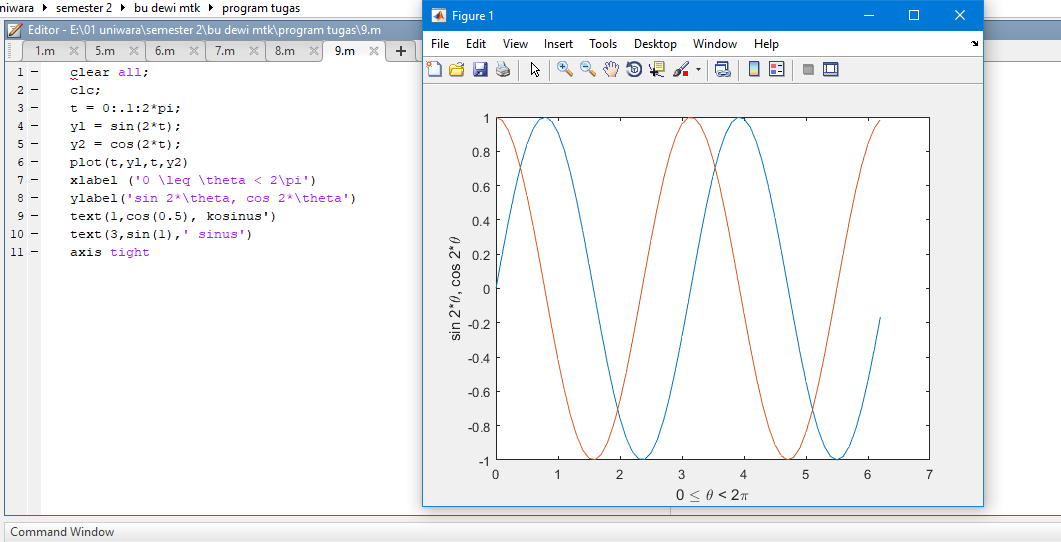 niwara ▸ semester 2 ▸ bu dewi mtk ▸ program tugas
Editor - E:\01 uniwara\semester 2\bu dewi mtk\program tugas\9.m
1.m 5.m 6.m 7.m 8.m 9.m +
1 - clear all;
2 - clc;
3 - t = 0:.1:2*pi;
4 - y1 = sin(2*t);
5 - y2 = cos(2*t);
6 - plot(t,y1,t,y2)
7 - xlabel ('0 \leq \theta < 2\pi')
8 - ylabel('sin 2*\theta, cos 2*\theta')
9 - text(1,cos(0.5), kosinus')
10 - text(3,sin(1),' sinus')
11 - axis tight
Figure 1
File Edit View Insert Tools Desktop Window Help
1
0.8
0.6
0.4
0.2
0
-0.2
-0.4
-0.6
-0.8
-1
sin 2*θ, cos 2*θ
0 1 2 3 4 5 6 7
0 ≤ θ < 2π
Command Window